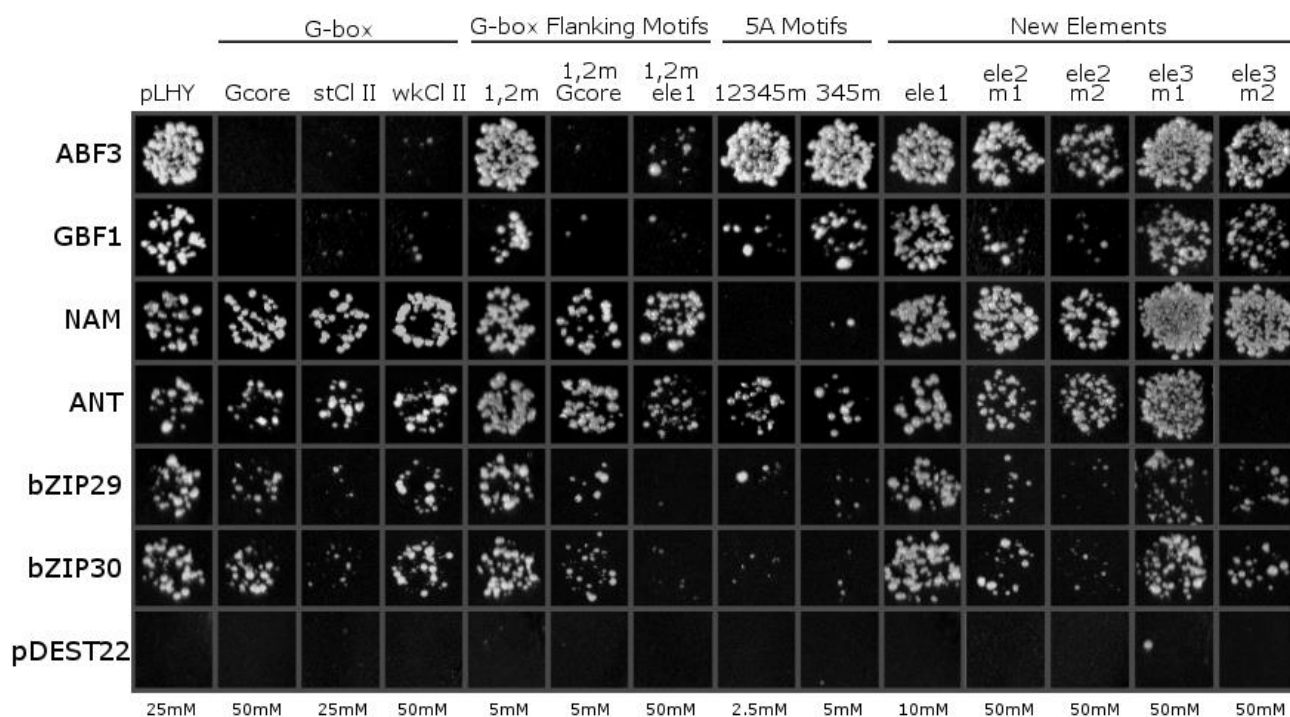 G-box G-box Flanking Motifs 5A Motifs New Elements
pLHY Gcore stCl II wkCl II 1,2m 1,2m Gcore 1,2m ele1 12345m 345m ele1 ele2 m1 ele2 m2 ele3 m1 ele3 m2
ABF3
GBF1
NAM
ANT
bZIP29
bZIP30
pDEST22
25mM 50mM 25mM 50mM 5mM 5mM 50mM 2.5mM 5mM 10mM 50mM 50mM 50mM 50mM